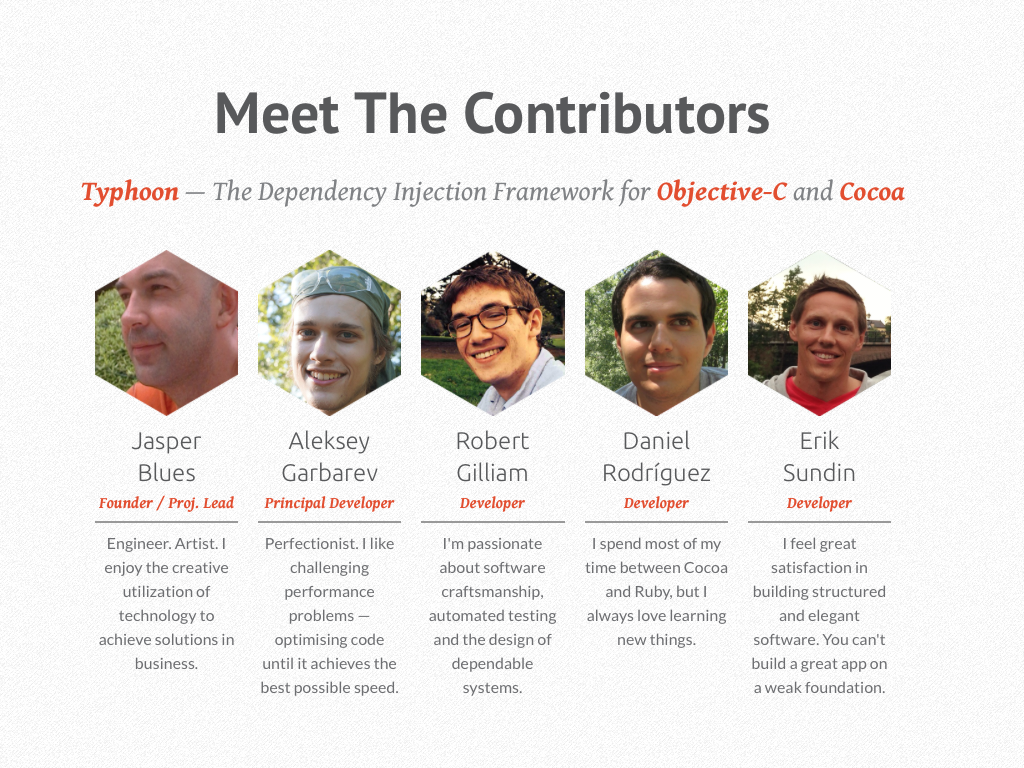 Meet The Contributors
Typhoon — The Dependency Injection Framework for Objective-C and Cocoa
Jasper
Blues
Founder / Proj. Lead
Engineer. Artist. I
enjoy the creative
utilization of
technology to
achieve solutions in
business.
Aleksey
Garbarev
Principal Developer
Perfectionist. I like
challenging
performance
problems —
optimising code
until it achieves the
best possible speed.
Robert
Gilliam
Developer
I'm passionate
about software
craftsmanship,
automated testing
and the design of
dependable
systems.
Daniel
Rodríguez
Developer
I spend most of my
time between Cocoa
and Ruby, but I
always love learning
new things.
Erik
Sundin
Developer
I feel great
satisfaction in
building structured
and elegant
software. You can't
build a great app on
a weak foundation.